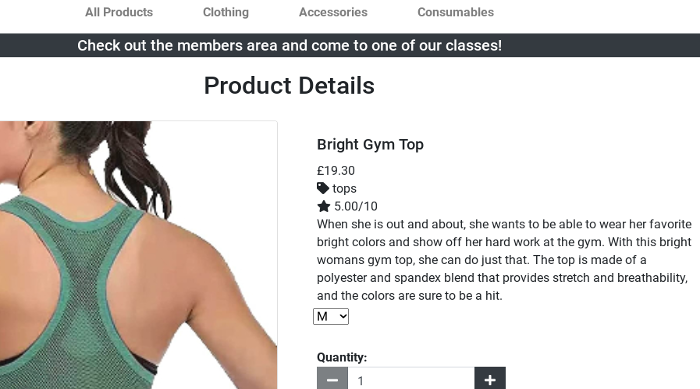 All Products Clothing Accessories Consumables
Check out the members area and come to one of our classes!
Product Details
Bright Gym Top
£19.30
tops
5.00/10
When she is out and about, she wants to be able to wear her favorite
bright colors and show off her hard work at the gym. With this bright
womans gym top, she can do just that. The top is made of a
polyester and spandex blend that provides stretch and breathability,
and the colors are sure to be a hit.
M
Quantity:
1